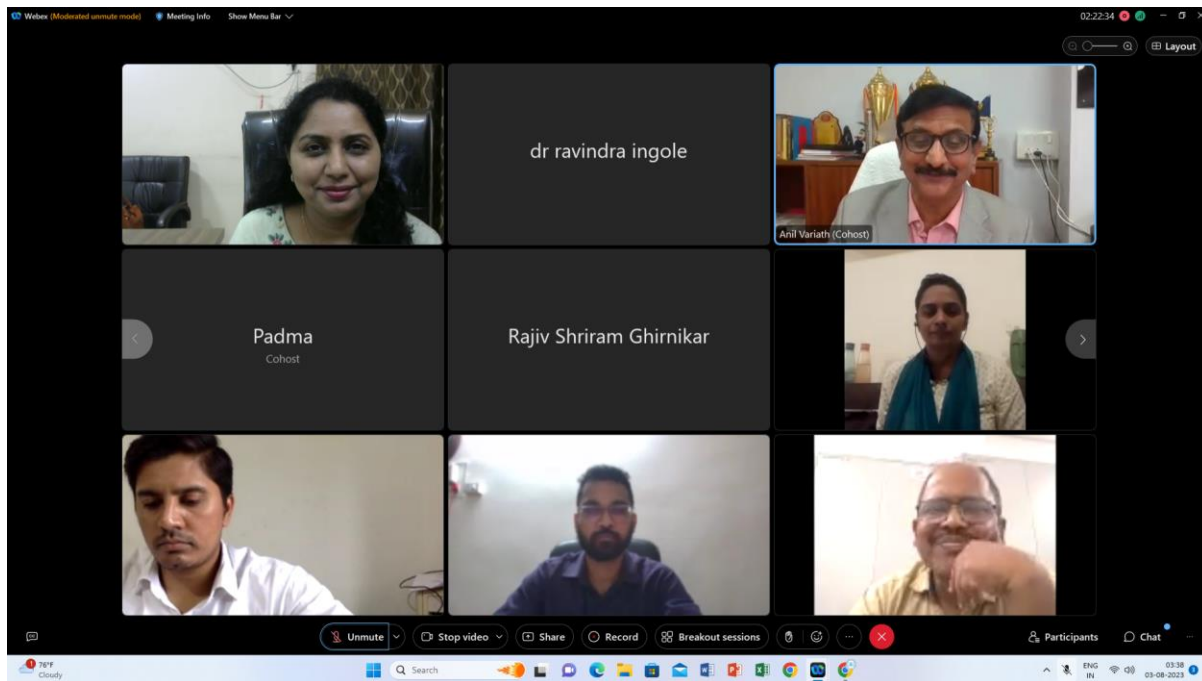 Webex (Moderated unmute mode) Meeting Info Show Menu Bar 02:22:34
Layout
dr ravindra ingole
Anil Variath (Cohost)
Padma
Cohost
Rajiv Shriram Ghirnikar
Unmute Stop video Share Record Breakout sessions Participants Chat
76°F
Cloudy
Search
ENG
IN
03:38
03-08-2023